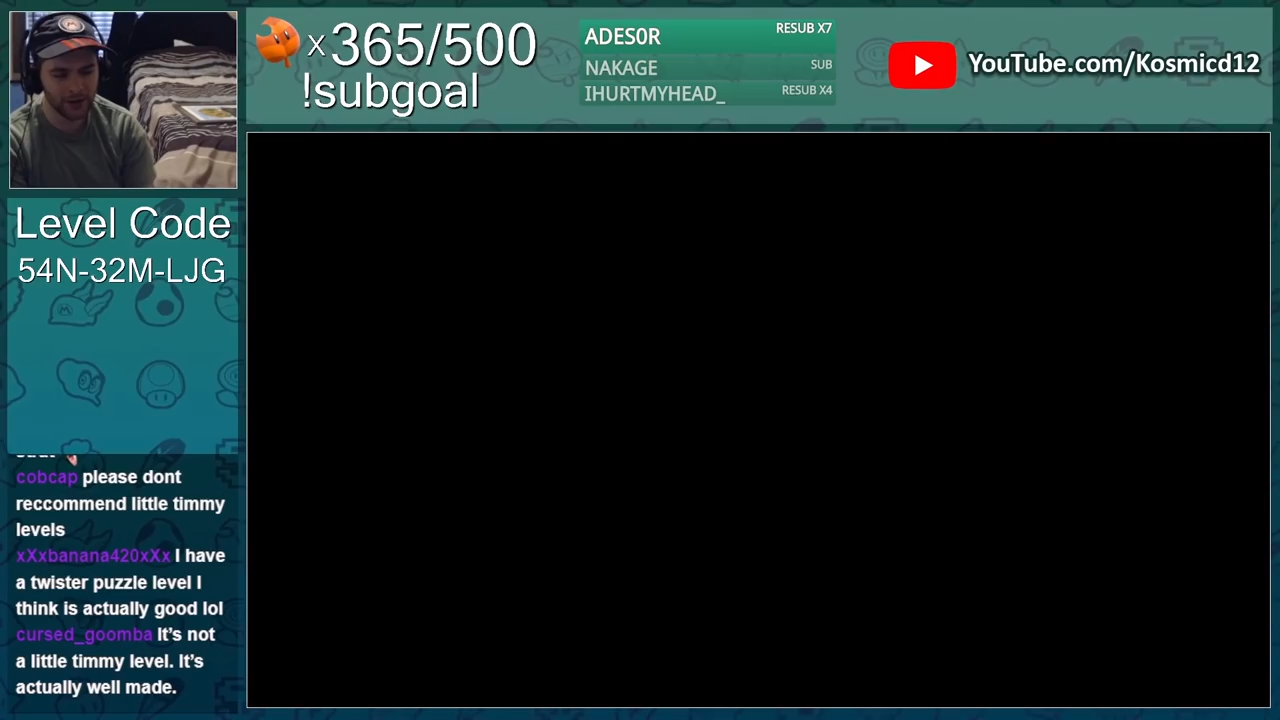 x365/500
!subgoal
ADES0R RESUB X7
NAKAGE SUB
IHURTMYHEAD_ RESUB X4
YouTube.com/Kosmicd12
Level Code
54N-32M-LJG
cobcap please dont
reccommend little timmy
levels
xXxbanana420xXx I have
a twister puzzle level I
think is actually good lol
cursed_goomba It’s not
a little timmy level. It’s
actually well made.